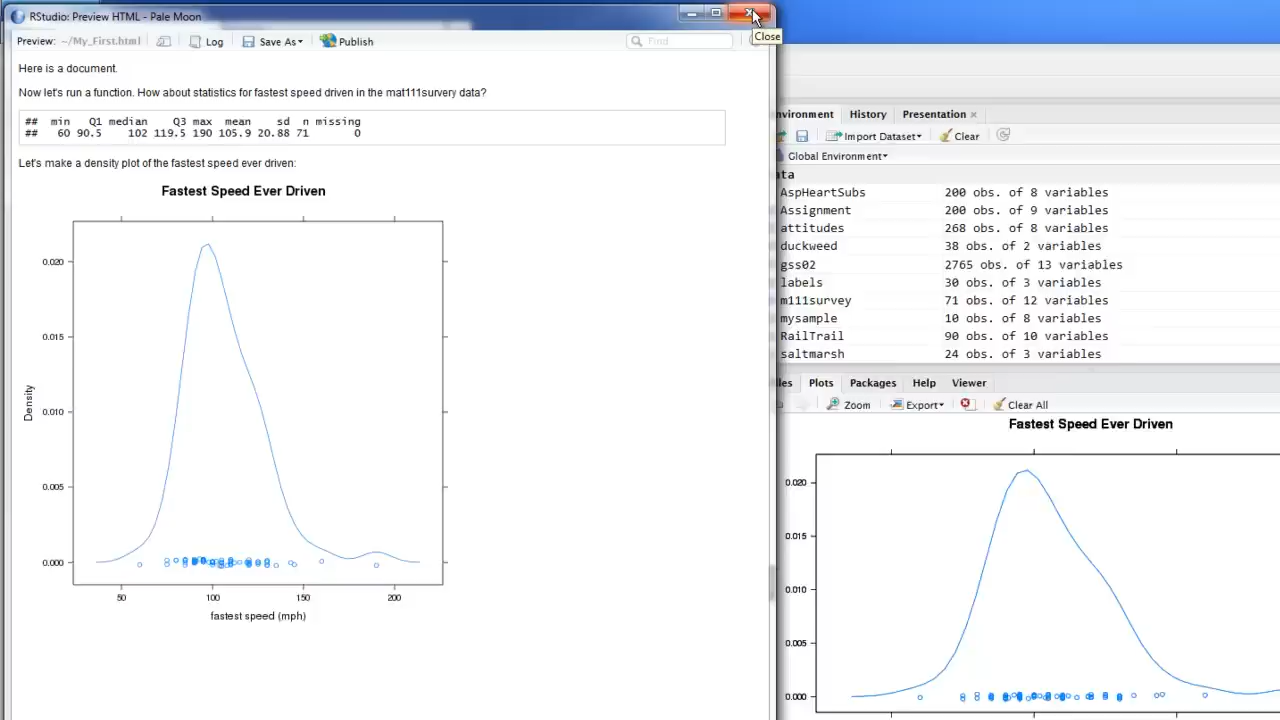 RStudio: Preview HTML - Pale Moon
Close
Preview: ~/My_First.html Log Save As Publish Find
Here is a document.
Now let's run a function. How about statistics for fastest speed driven in the mat111survery data?
## min Q1 median Q3 max mean sd n missing
## 60 90.5 102 119.5 190 105.9 20.88 71 0
Let's make a density plot of the fastest speed ever driven:
Fastest Speed Ever Driven
0.020
0.015
0.010
0.005
0.000
Density
50 100 150 200
fastest speed (mph)
History Presentation
Import Dataset Clear
Global Environment
AspHeartSubs 200 obs. of 8 variables
Assignment 200 obs. of 9 variables
attitudes 268 obs. of 8 variables
duckweed 38 obs. of 2 variables
gss02 2765 obs. of 13 variables
labels 30 obs. of 3 variables
m111survey 71 obs. of 12 variables
mysample 10 obs. of 8 variables
RailTrail 90 obs. of 10 variables
saltmarsh 24 obs. of 3 variables
Plots Packages Help Viewer
Zoom Export Clear All
Fastest Speed Ever Driven
0.020
0.015
0.010
0.005
0.000